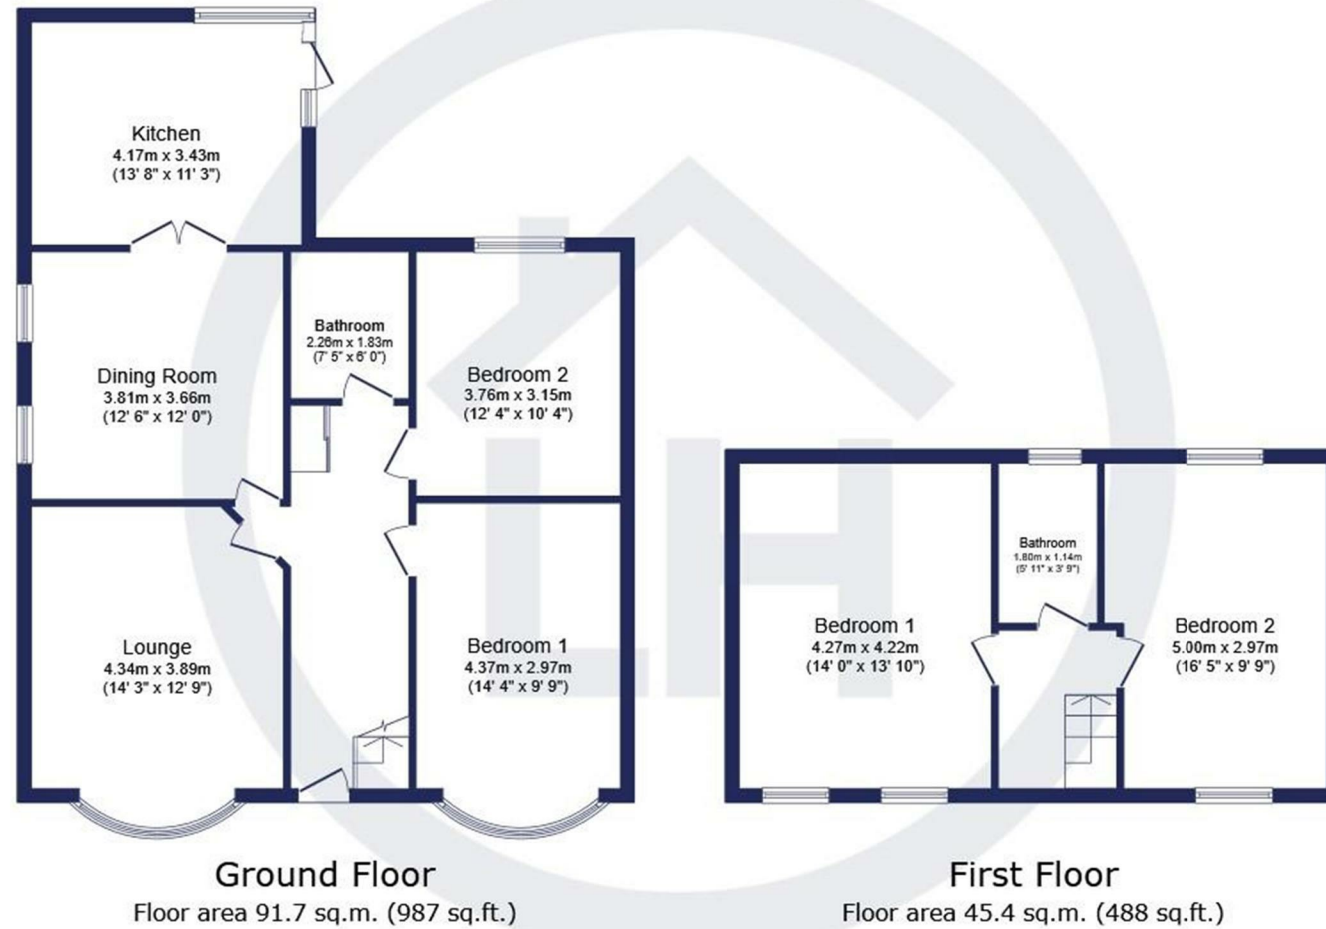 Kitchen
4.17m x 3.43m
(13' 8" x 11' 3")
Bathroom
2.26m x 1.83m
(7' 5" x 6' 0")
Dining Room
3.81m x 3.66m
(12' 6" x 12' 0")
Bedroom 2
3.76m x 3.15m
(12' 4" x 10' 4")
Lounge
4.34m x 3.89m
(14' 3" x 12' 9")
Bedroom 1
4.37m x 2.97m
(14' 4" x 9' 9")
Ground Floor
Floor area 91.7 sq.m. (987 sq.ft.)
Bathroom
1.80m x 1.14m
(5' 11" x 3' 9")
Bedroom 1
4.27m x 4.22m
(14' 0" x 13' 10")
Bedroom 2
5.00m x 2.97m
(16' 5" x 9' 9")
First Floor
Floor area 45.4 sq.m. (488 sq.ft.)
LH